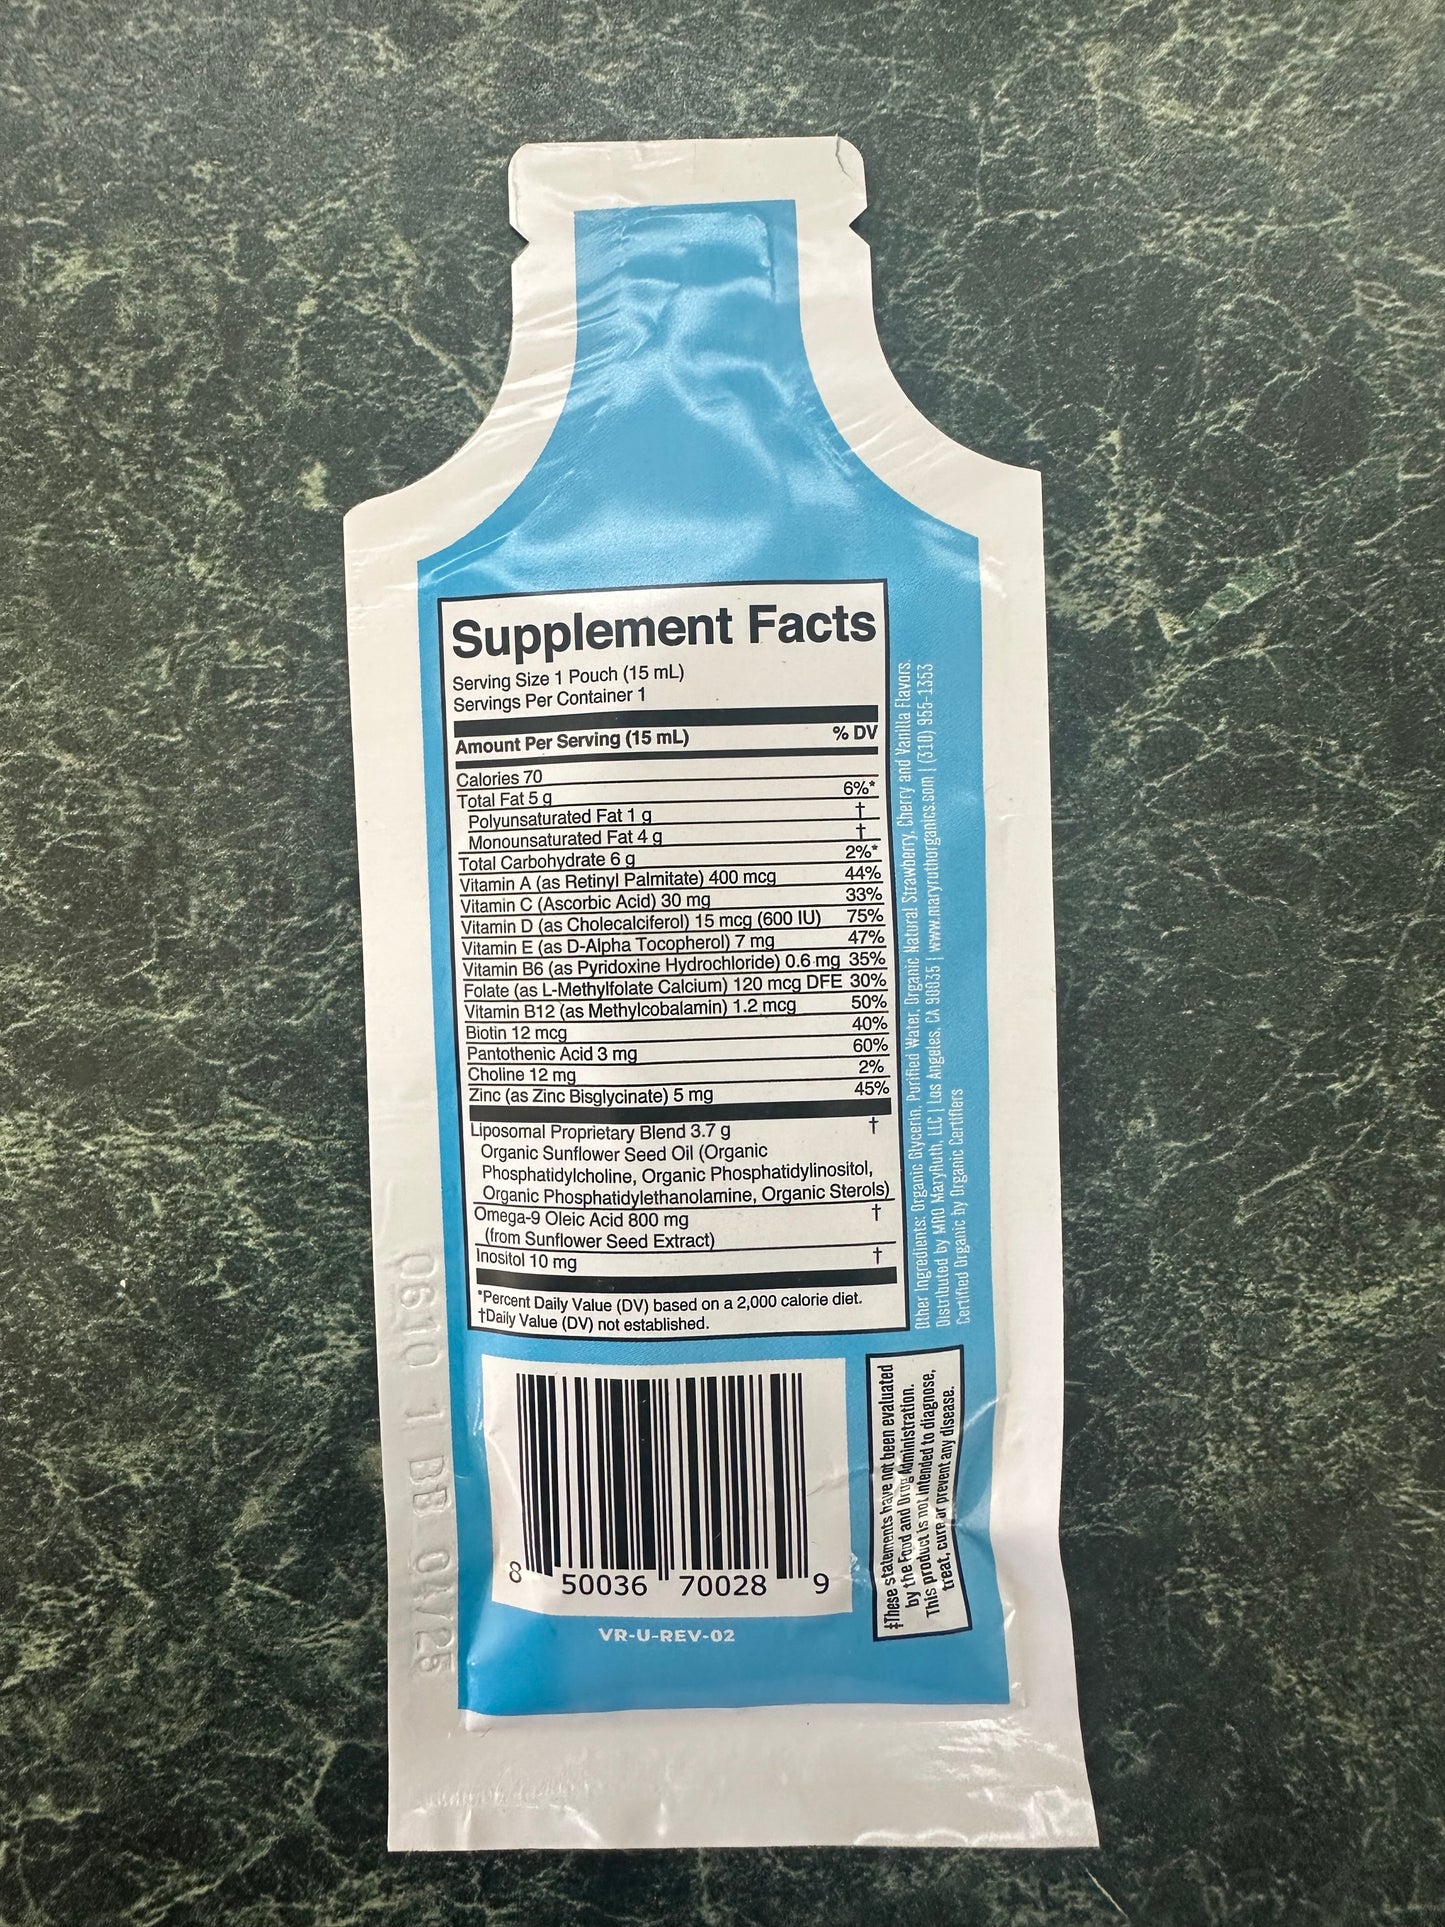 Supplement Facts
Serving Size 1 Pouch (15 mL)
Servings Per Container 1
Amount Per Serving (15 mL) % DV
Calories 70
Total Fat 5 g 6%*
Polyunsaturated Fat 1 g †
Monounsaturated Fat 4 g †
Total Carbohydrate 6 g 2%*
Vitamin A (as Retinyl Palmitate) 400 mcg 44%
Vitamin C (Ascorbic Acid) 30 mg 33%
Vitamin D (as Cholecalciferol) 15 mcg (600 IU) 75%
Vitamin E (as D-Alpha Tocopherol) 7 mg 47%
Vitamin B6 (as Pyridoxine Hydrochloride) 0.6 mg 35%
Folate (as L-Methylfolate Calcium) 120 mcg DFE 30%
Vitamin B12 (as Methylcobalamin) 1.2 mcg 50%
Biotin 12 mcg 40%
Pantothenic Acid 3 mg 60%
Choline 12 mg 2%
Zinc (as Zinc Bisglycinate) 5 mg 45%
Liposomal Proprietary Blend 3.7 g †
Organic Sunflower Seed Oil (Organic
Phosphatidylcholine, Organic Phosphatidylinositol,
Organic Phosphatidylethanolamine, Organic Sterols)
Omega-9 Oleic Acid 800 mg †
(from Sunflower Seed Extract)
Inositol 10 mg †
*Percent Daily Value (DV) based on a 2,000 calorie diet.
†Daily Value (DV) not established.
Other Ingredients: Organic Glycerin, Purified Water, Organic Natural Strawberry, Cherry and Vanilla Flavors.
Distributed by MNO MaryRuth, LLC | Los Angeles, CA 90035 | www.maryruthorganics.com | (310) 955-1353
Certified Organic by Organic Certifiers
‡These statements have not been evaluated
by the Food and Drug Administration.
This product is not intended to diagnose,
treat, cure or prevent any disease.
8 50036 70028 9
VR-U-REV-02
0610 1 BB 04/25